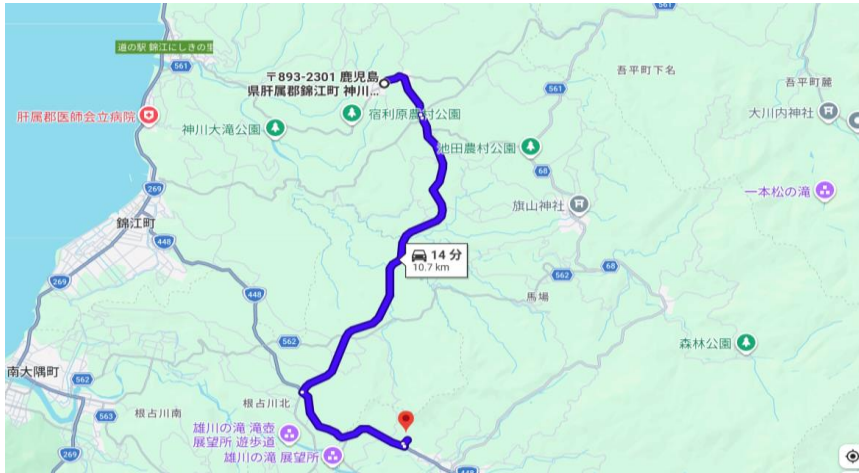 561
道の駅 錦江にしきの里
561
〒893-2301 鹿児島
県肝属郡錦江町 神川...
吾平町下名
吾平町麓
561
肝属郡医師会立病院
神川大滝公園
宿利原農村公園
大川内神社
池田農村公園
68
269
一本松の滝
旗山神社
錦江町
448
14 分
10.7 km
68
562
269
448
馬場
562
森林公園
南大隅町
562
根占川北
563
根占川南
雄川の滝 滝壺
展望所 遊歩道
雄川の滝 展望所
269
448